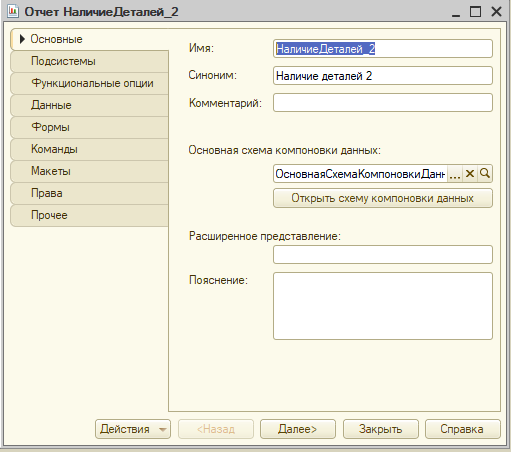 Отчет НаличиеДеталей_2
Основные
Подсистемы
Функциональные опции
Данные
Формы
Команды
Макеты
Права
Прочее
Имя: НаличиеДеталей_2
Синоним: Наличие деталей 2
Комментарий:
Основная схема компоновки данных:
ОсновнаяСхемаКомпоновкиДанн ...
Открыть схему компоновки данных
Расширенное представление:
Пояснение:
Действия <Назад Далее> Закрыть Справка